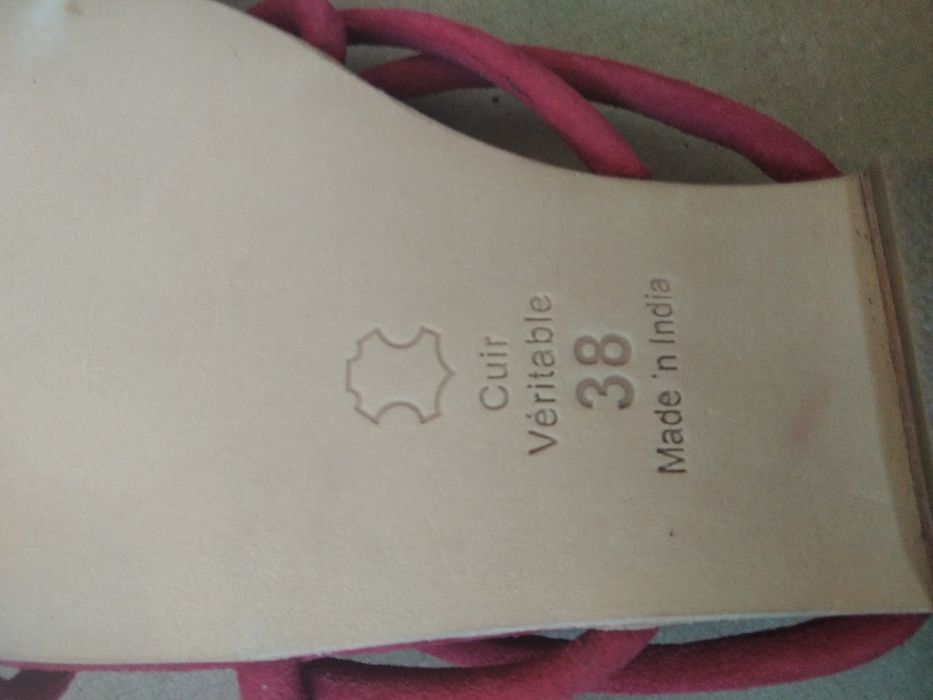 Cuir
Véritable
38
Made 'n India